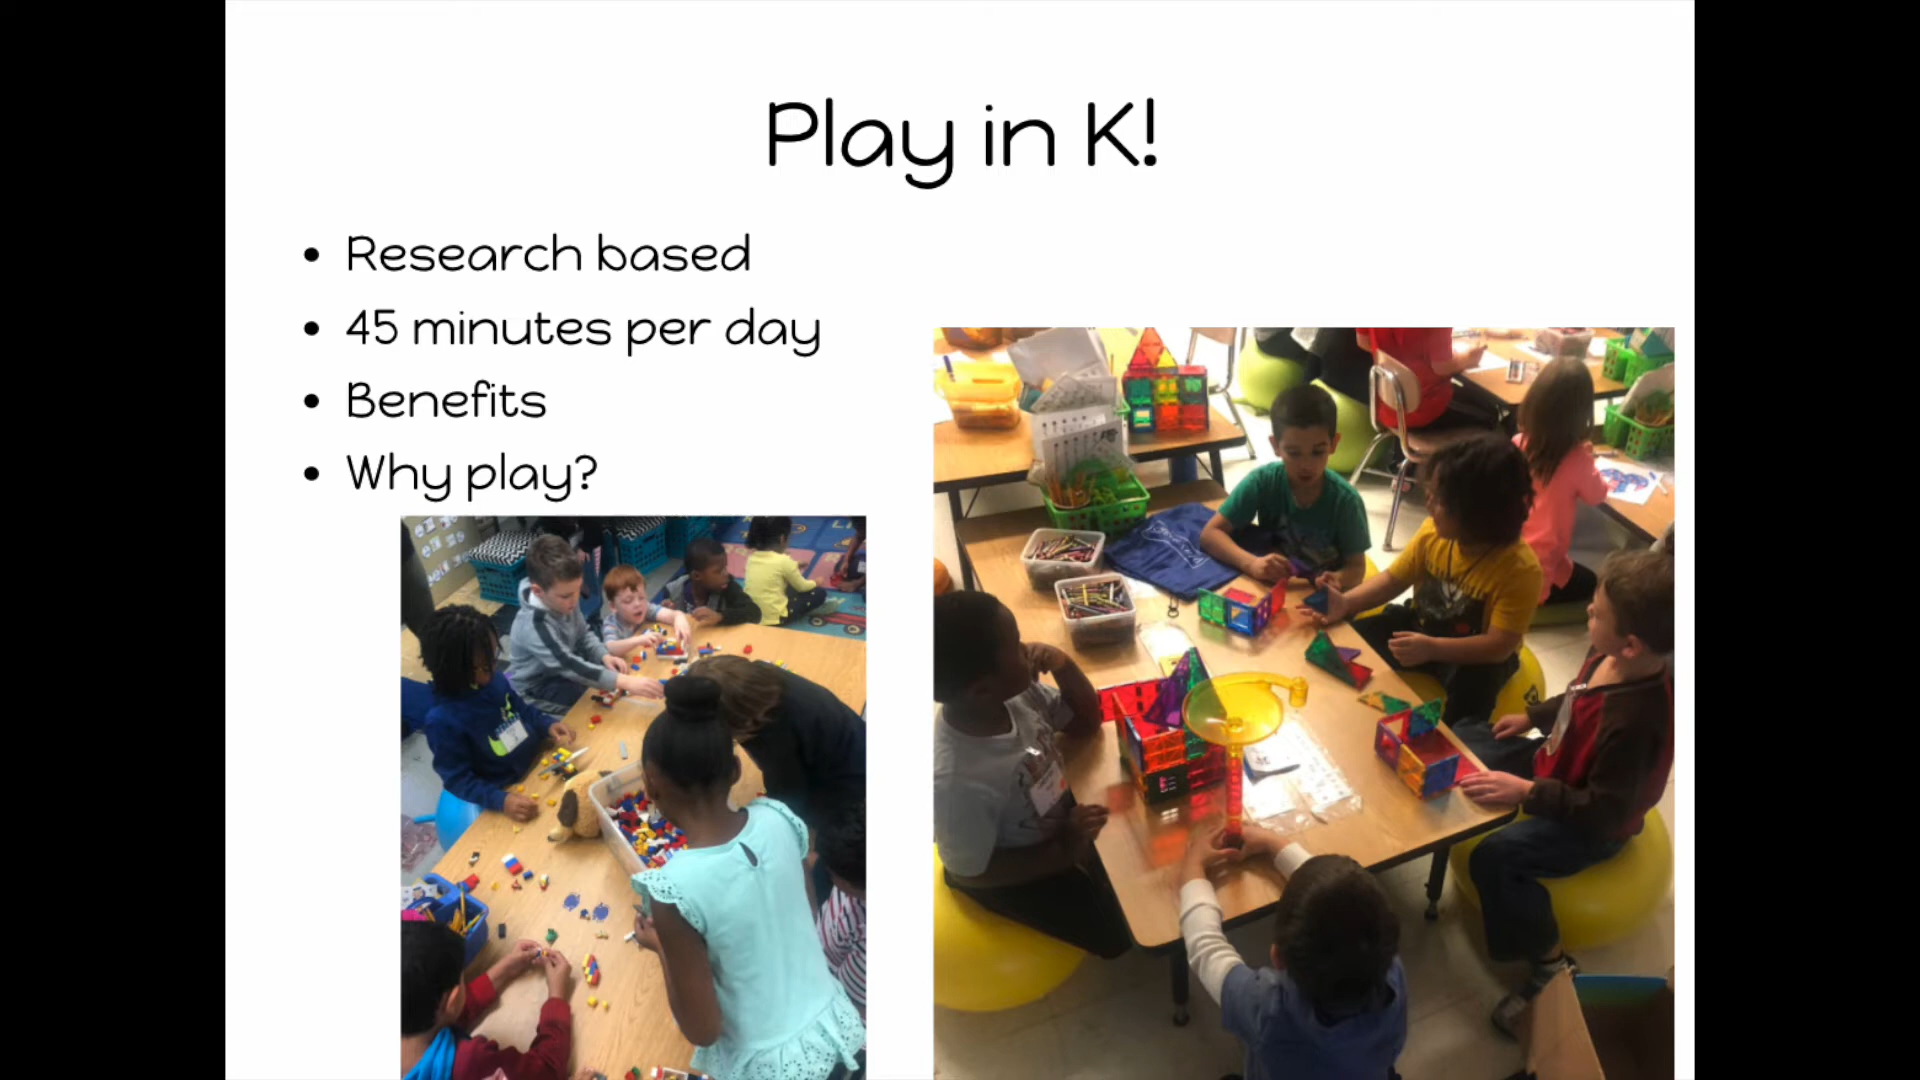 Play in K!
Research based
45 minutes per day
Benefits
Why play?